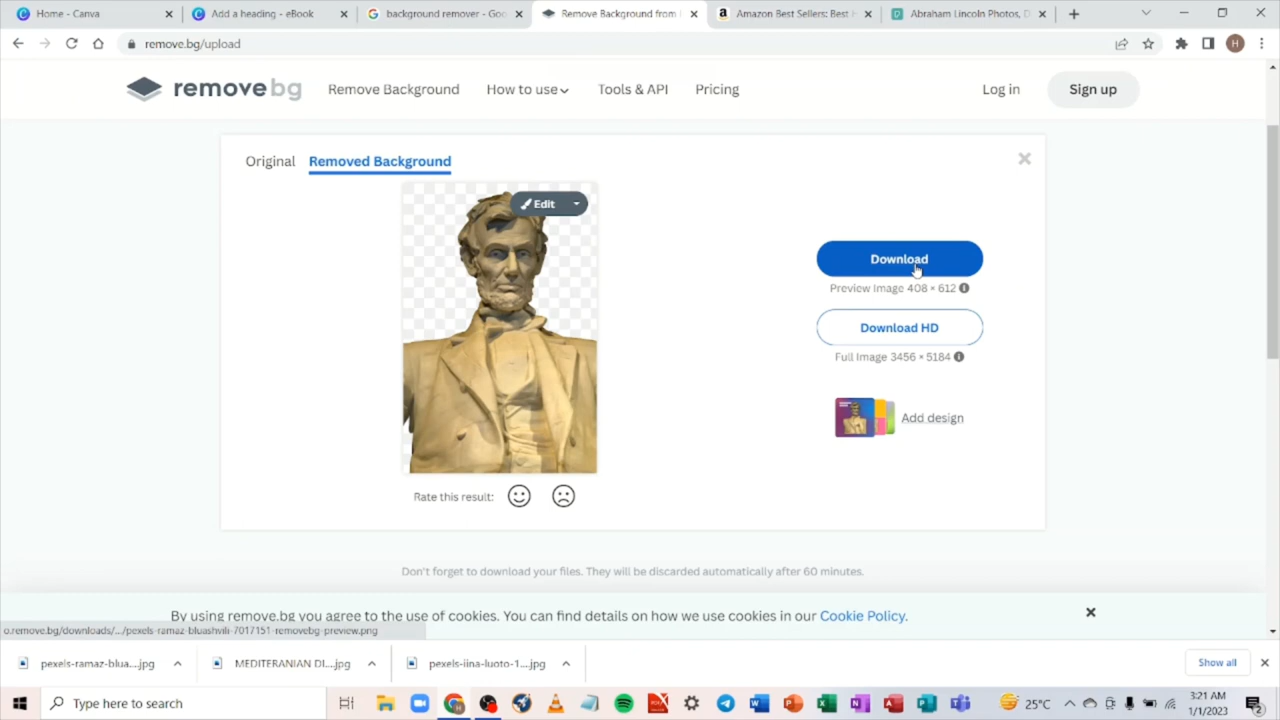 Home - Canva
Add a heading - eBook
background remover - Goo
Remove Background from I
Amazon Best Sellers: Best H
Abraham Lincoln Photos, D
remove.bg/upload
H
removebg
Remove Background
How to use
Tools & API
Pricing
Log in
Sign up
Original
Removed Background
Edit
Download
Preview Image 408 × 612
Download HD
Full Image 3456 × 5184
Add design
Rate this result:
Don't forget to download your files. They will be discarded automatically after 60 minutes.
By using remove.bg you agree to the use of cookies. You can find details on how we use cookies in our Cookie Policy.
o.remove.bg/downloads/.../pexels-ramaz-bluashvili-7017151-removebg-preview.png
pexels-ramaz-blua....jpg
MEDITERANIAN DI....jpg
pexels-iina-luoto-1....jpg
Show all
Type here to search
25°C
3:21 AM
1/1/2023
2